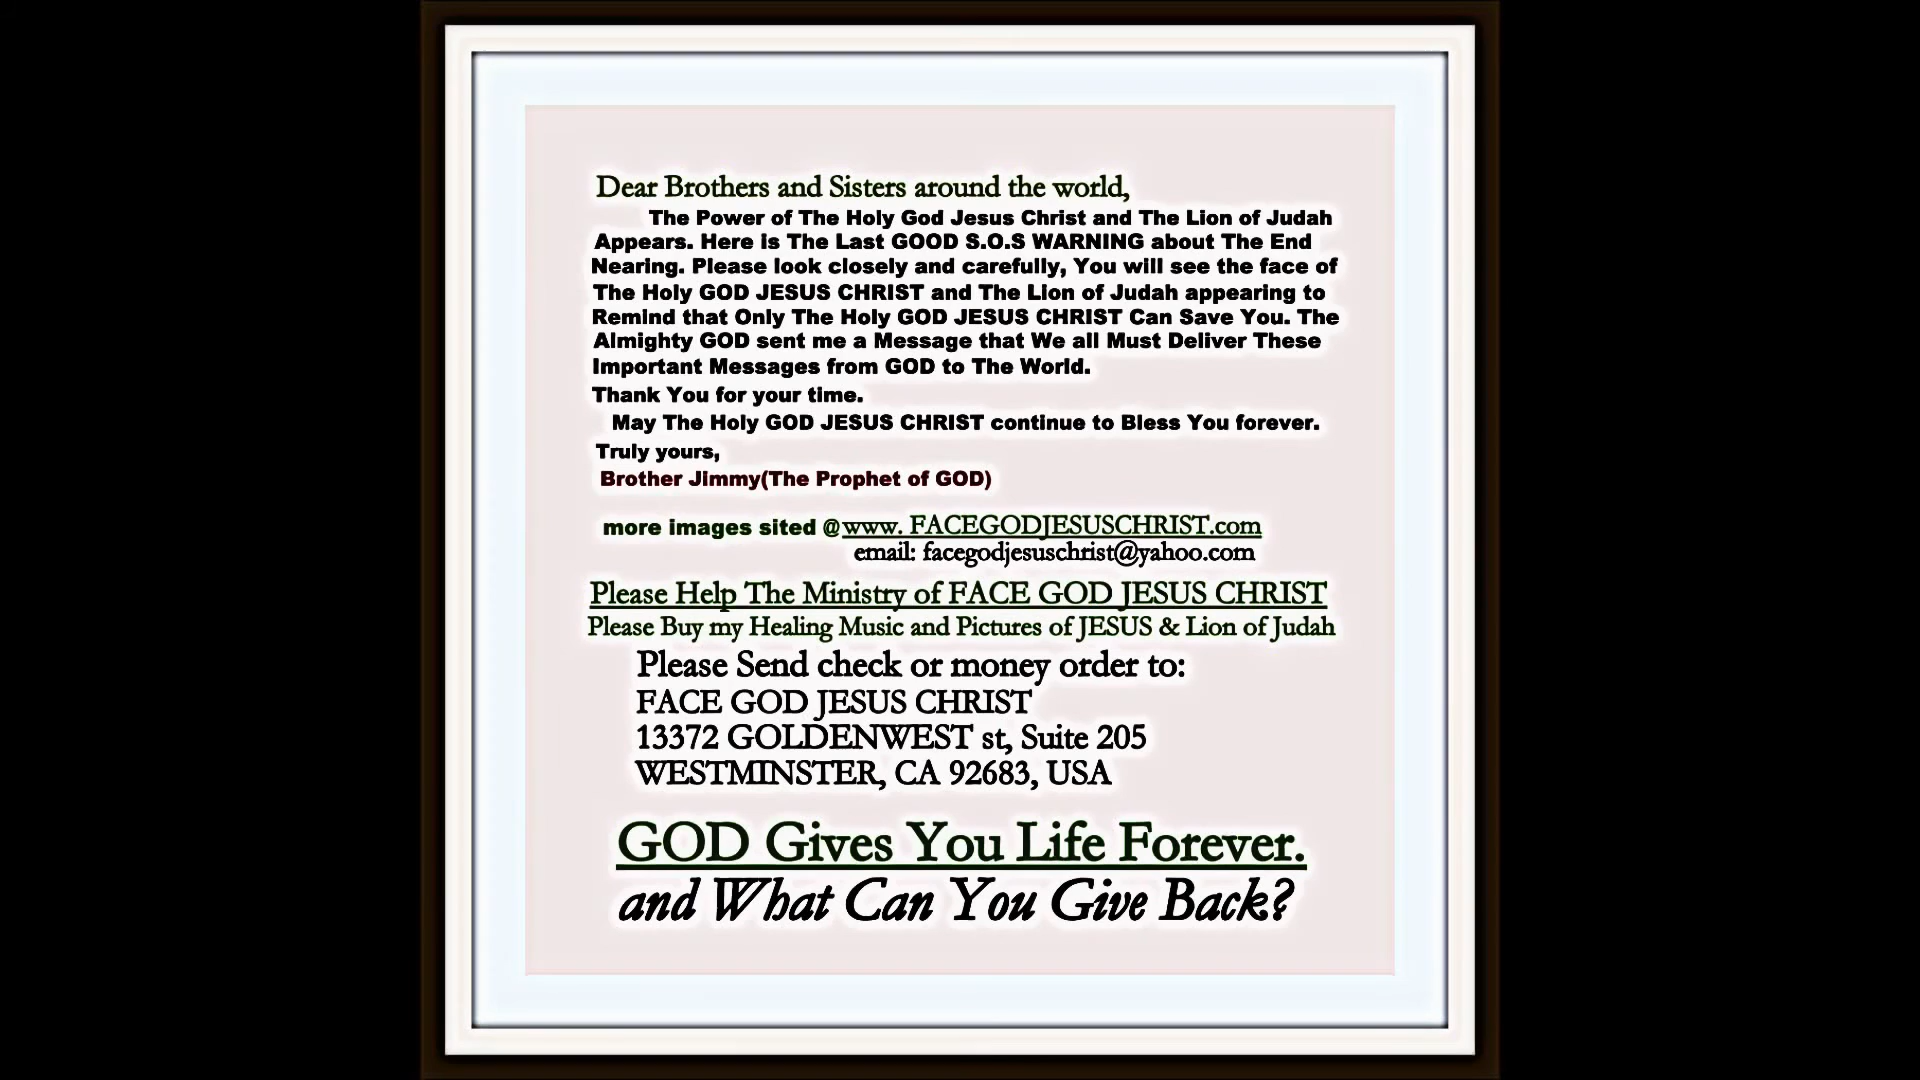 Dear Brothers and Sisters around the world,
The Power of The Holy God Jesus Christ and The Lion of Judah
Appears. Here is The Last GOOD S.O.S WARNING about The End
Nearing. Please look closely and carefully, You will see the face of
The Holy GOD JESUS CHRIST and The Lion of Judah appearing to
Remind that Only The Holy GOD JESUS CHRIST Can Save You. The
Almighty GOD sent me a Message that We all Must Deliver These
Important Messages from GOD to The World.
Thank You for your time.
May The Holy GOD JESUS CHRIST continue to Bless You forever.
Truly yours,
Brother Jimmy(The Prophet of GOD)
more images sited @www. FACEGODJESUSCHRIST.com
email: facegodjesuschrist@yahoo.com
Please Help The Ministry of FACE GOD JESUS CHRIST
Please Buy my Healing Music and Pictures of JESUS & Lion of Judah
Please Send check or money order to:
FACE GOD JESUS CHRIST
13372 GOLDENWEST st, Suite 205
WESTMINSTER, CA 92683, USA
GOD Gives You Life Forever.
and What Can You Give Back?